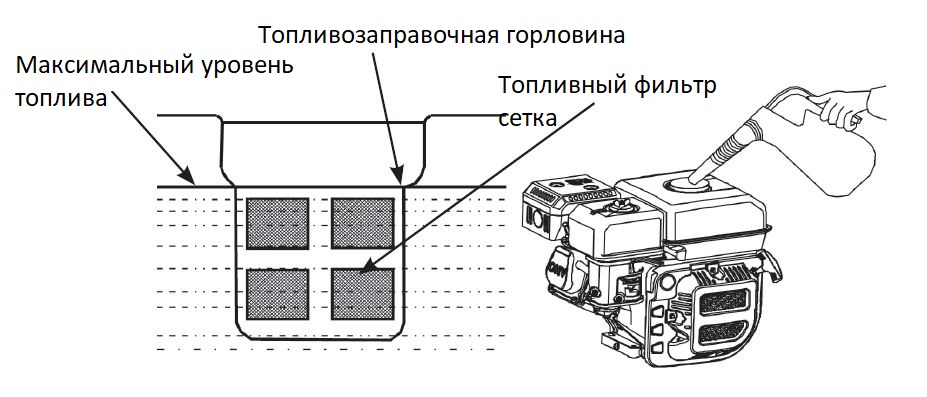 Топливозаправочная горловина
Максимальный уровень
топлива
Топливный фильтр
сетка